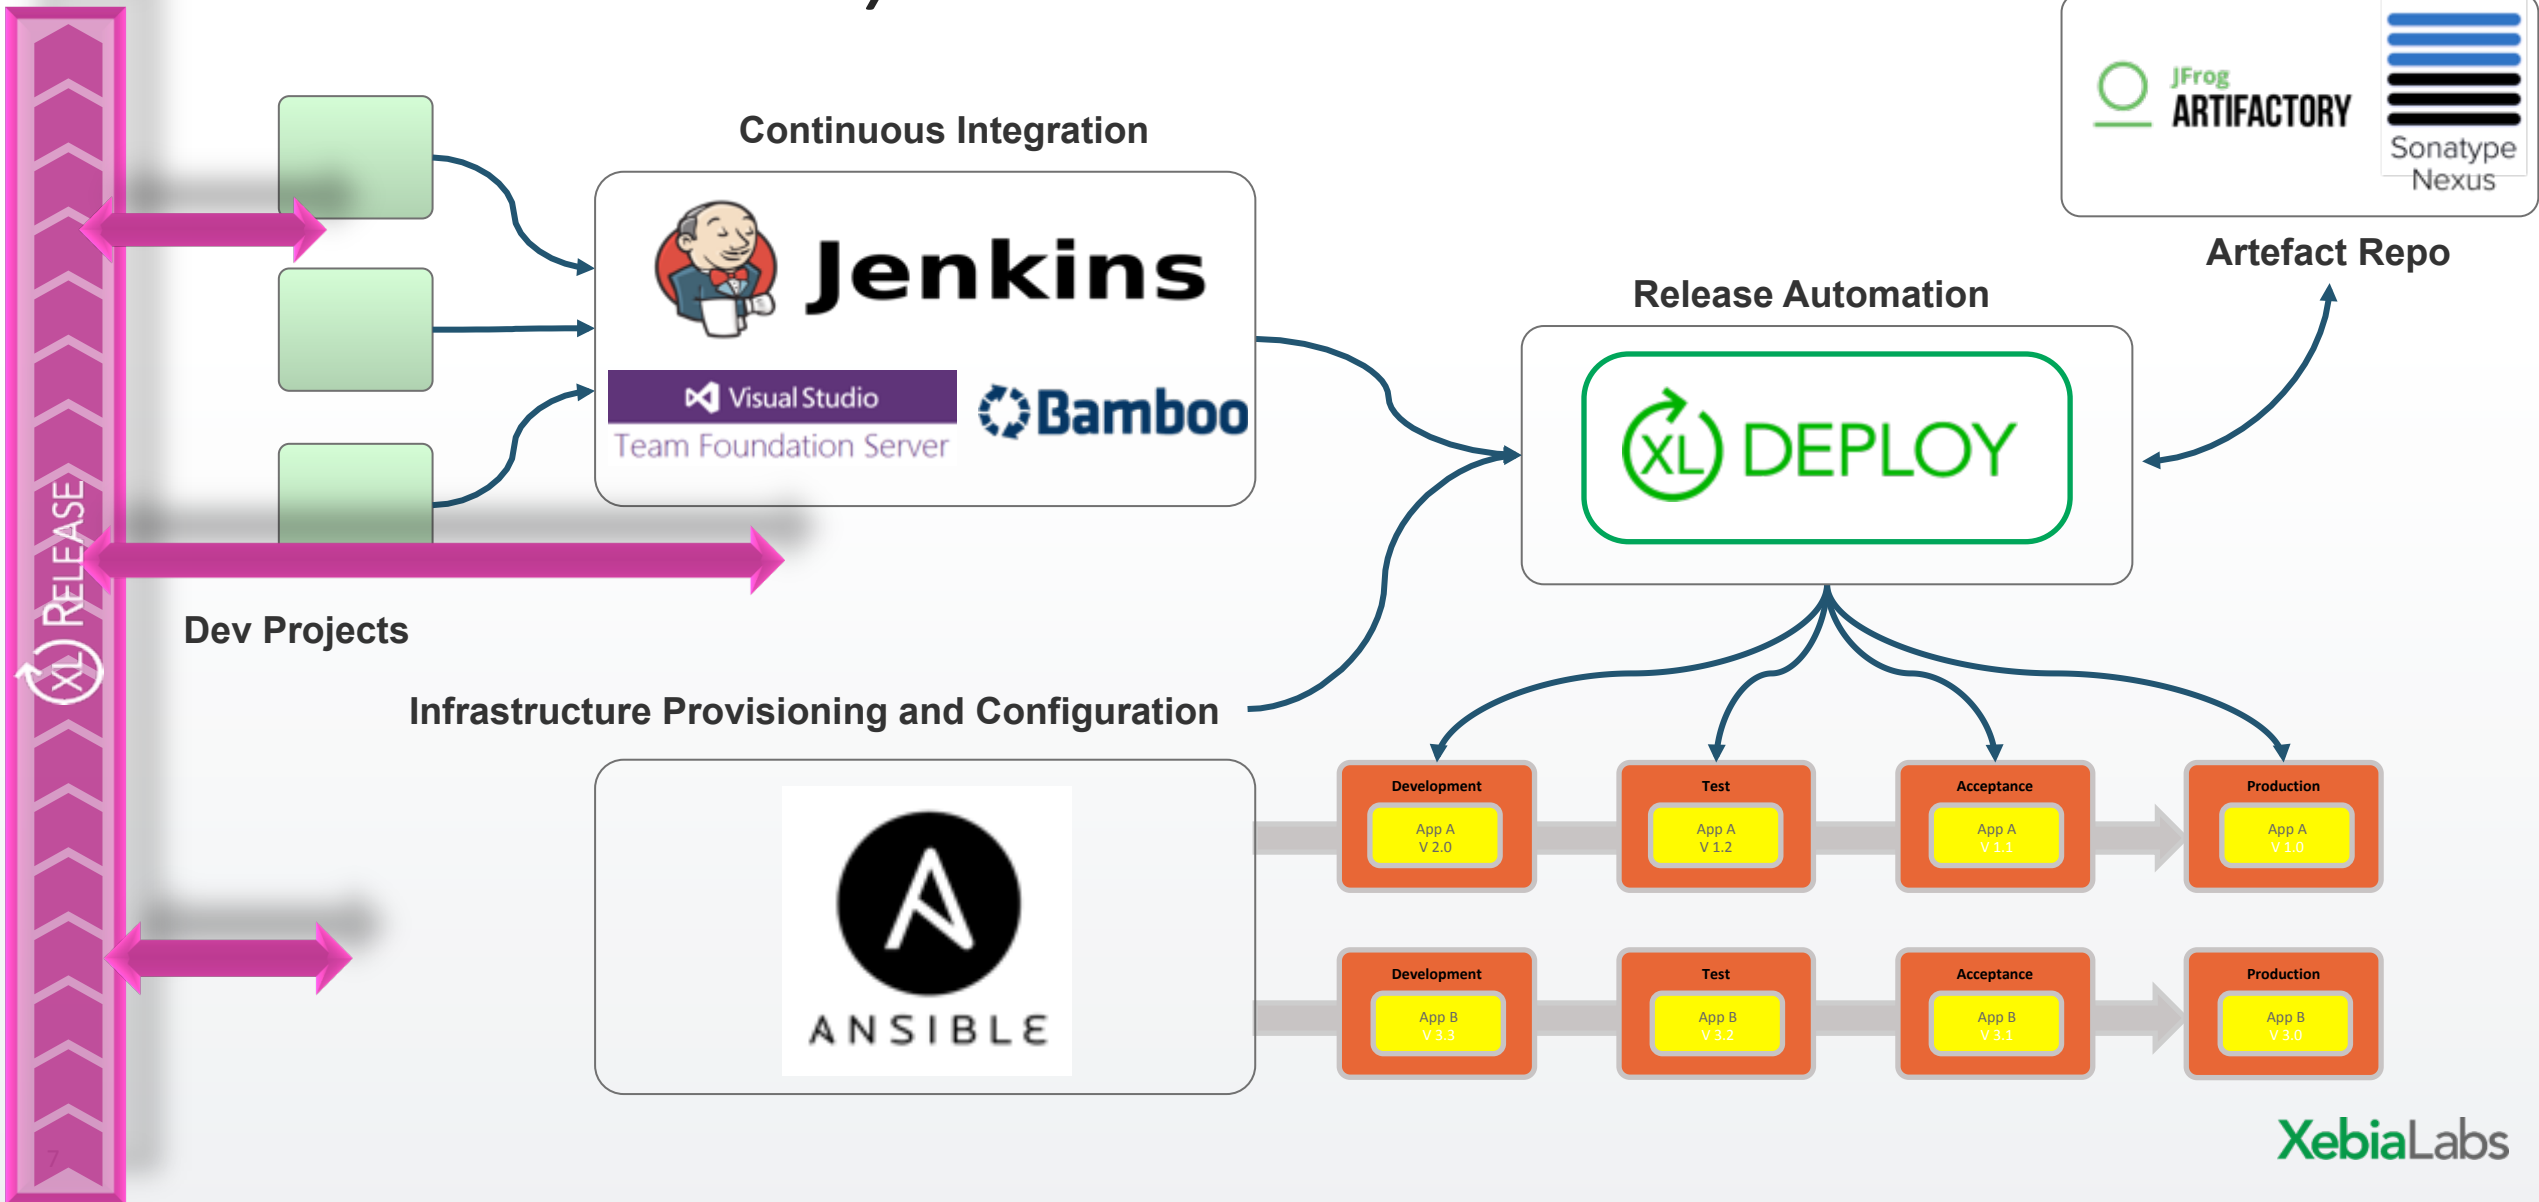 JFrog
ARTIFACTORY
Sonatype
Nexus
Artefact Repo
Continuous Integration
Jenkins
Visual Studio
Team Foundation Server
Bamboo
Release Automation
XL DEPLOY
XL RELEASE
Dev Projects
Infrastructure Provisioning and Configuration
ANSIBLE
Development
App A
V 2.0
Test
App A
V 1.2
Acceptance
App A
V 1.1
Production
App A
V 1.0
Development
App B
V 3.3
Test
App B
V 3.2
Acceptance
App B
V 3.1
Production
App B
V 3.0
7
XebiaLabs